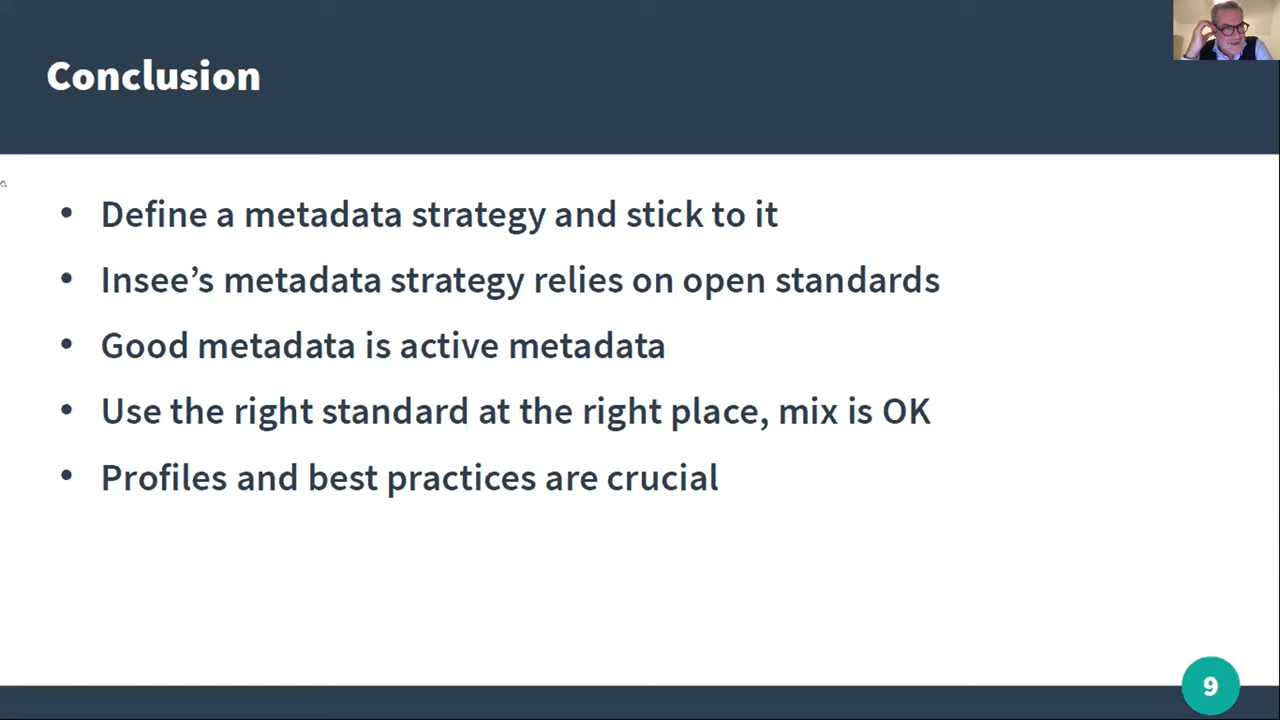 Conclusion
• Define a metadata strategy and stick to it
• Insee’s metadata strategy relies on open standards
• Good metadata is active metadata
• Use the right standard at the right place, mix is OK
• Profiles and best practices are crucial
9